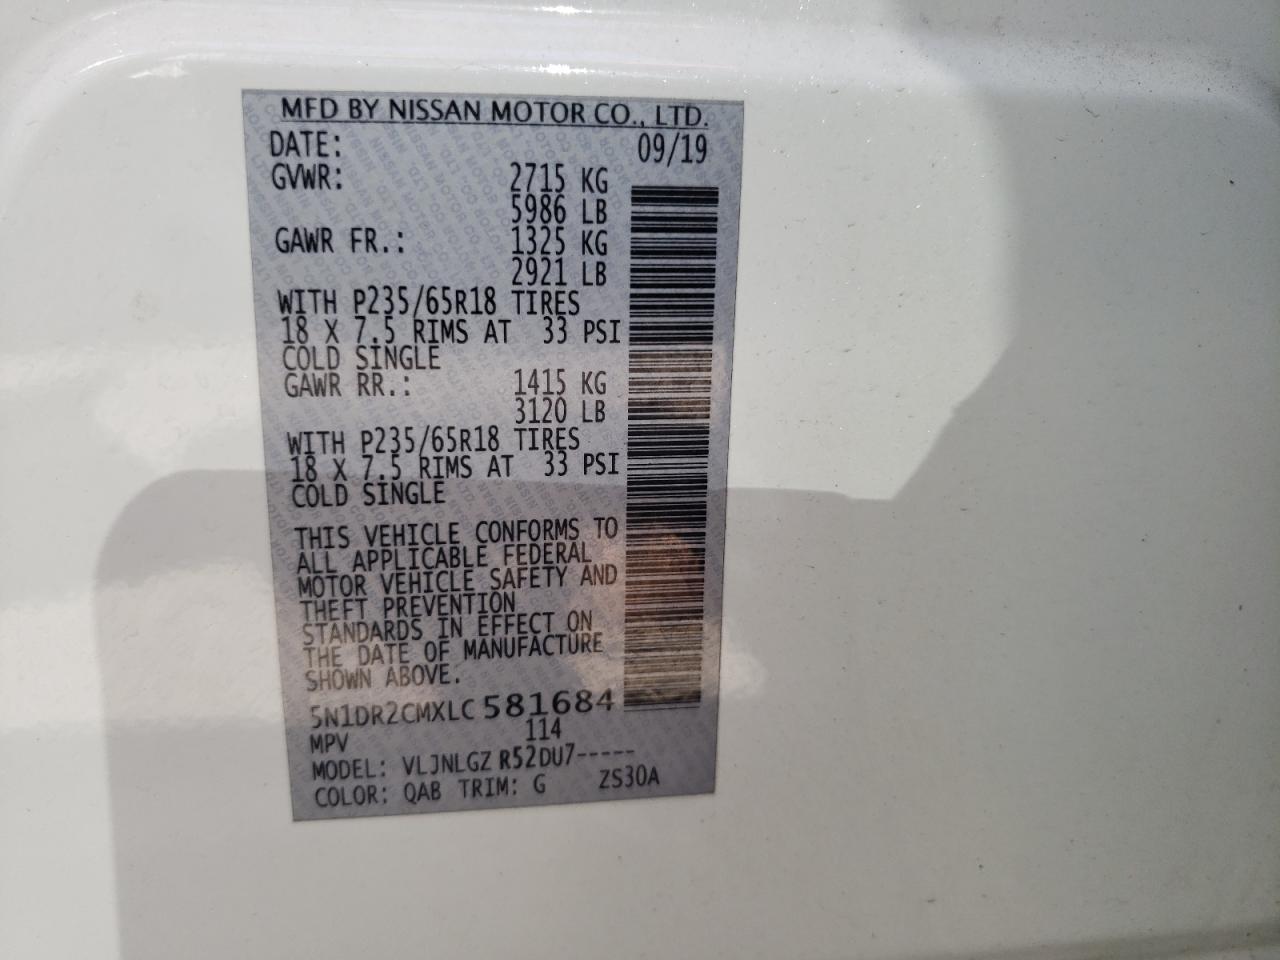 MFD BY NISSAN MOTOR CO., LTD.
DATE: 09/19
GVWR: 2715 KG
5986 LB
GAWR FR.: 1325 KG
2921 LB
WITH P235/65R18 TIRES
18 X 7.5 RIMS AT 33 PSI
COLD SINGLE
GAWR RR.: 1415 KG
3120 LB
WITH P235/65R18 TIRES
18 X 7.5 RIMS AT 33 PSI
COLD SINGLE
THIS VEHICLE CONFORMS TO
ALL APPLICABLE FEDERAL
MOTOR VEHICLE SAFETY AND
THEFT PREVENTION
STANDARDS IN EFFECT ON
THE DATE OF MANUFACTURE
SHOWN ABOVE.
5N1DR2CMXLC581684
MPV 114
MODEL: VLJNLGZ R52DU7-----
COLOR: QAB TRIM: G ZS30A